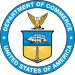 DEPARTMENT OF COMMERCE
UNITED STATES OF AMERICA